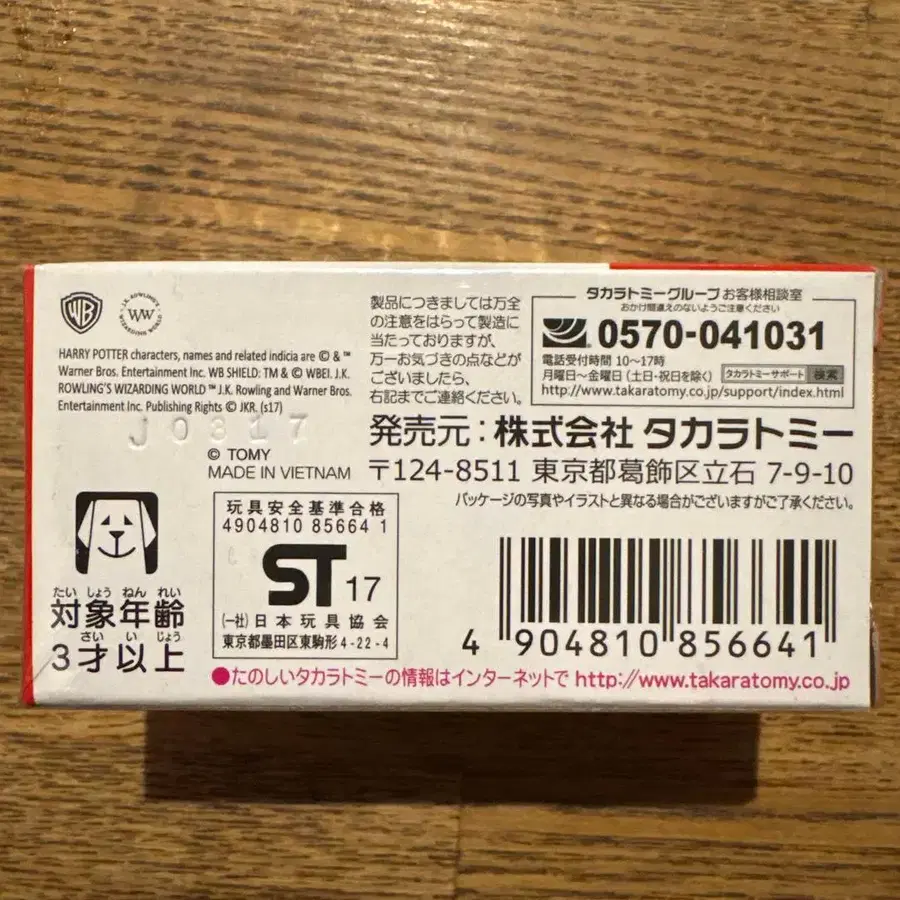 WB
J.K. ROWLING'S
WW
WIZARDING WORLD
HARRY POTTER characters, names and related indicia are © & ™
Warner Bros. Entertainment Inc. WB SHIELD: TM & © WBEI. J.K.
ROWLING'S WIZARDING WORLD ™ J.K. Rowling and Warner Bros.
Entertainment Inc. Publishing Rights © JKR. (s17)
J0317
© TOMY
MADE IN VIETNAM
製品につきましては万全
の注意をはらって製造に
当たっておりますが、
万一お気づきの点などが
ございましたら、
右記までご連絡ください。
タカラトミーグループ お客様相談室
おかけ間違えのないようご注意ください
0570-041031
電話受付時間 10〜17時
月曜日〜金曜日(土・祝日を除く)
タカラトミーサポート 検索
http://www.takaratomy.co.jp/support/index.html
発売元:株式会社 タカラトミー
〒124-8511 東京都葛飾区立石 7-9-10
パッケージの写真やイラストと異なる場合がございますがご了承ください。
たい しょう ねん れい
対象年齢
さい い じょう
3才以上
玩具安全基準合格
4904810 85664 1
ST 17
(一社)日本玩具協会
東京都墨田区東駒形4-22-4
4 904810 856641
●たのしいタカラトミーの情報はインターネットで http://www.takaratomy.co.jp